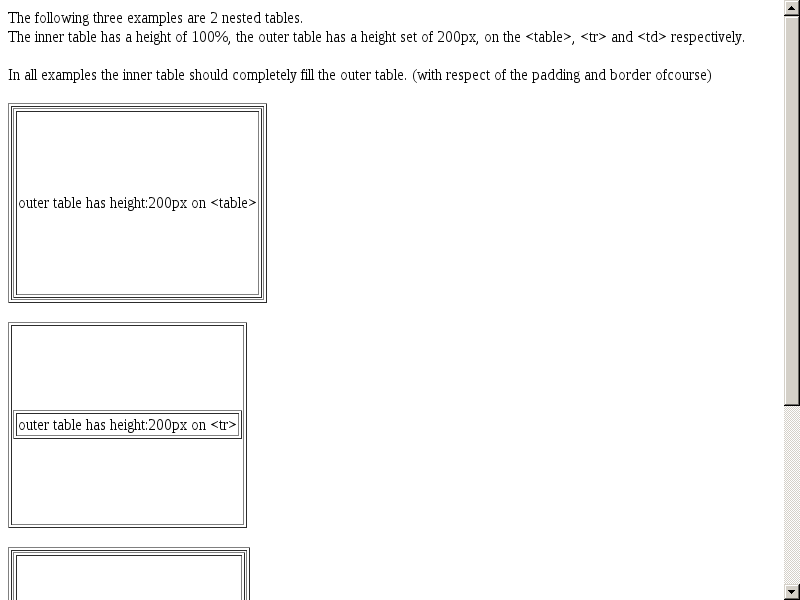 The following three examples are 2 nested tables.
The inner table has a height of 100%, the outer table has a height set of 200px, on the <table>, <tr> and <td> respectively.
In all examples the inner table should completely fill the outer table. (with respect of the padding and border ofcourse)
outer table has height:200px on <table>
outer table has height:200px on <tr>